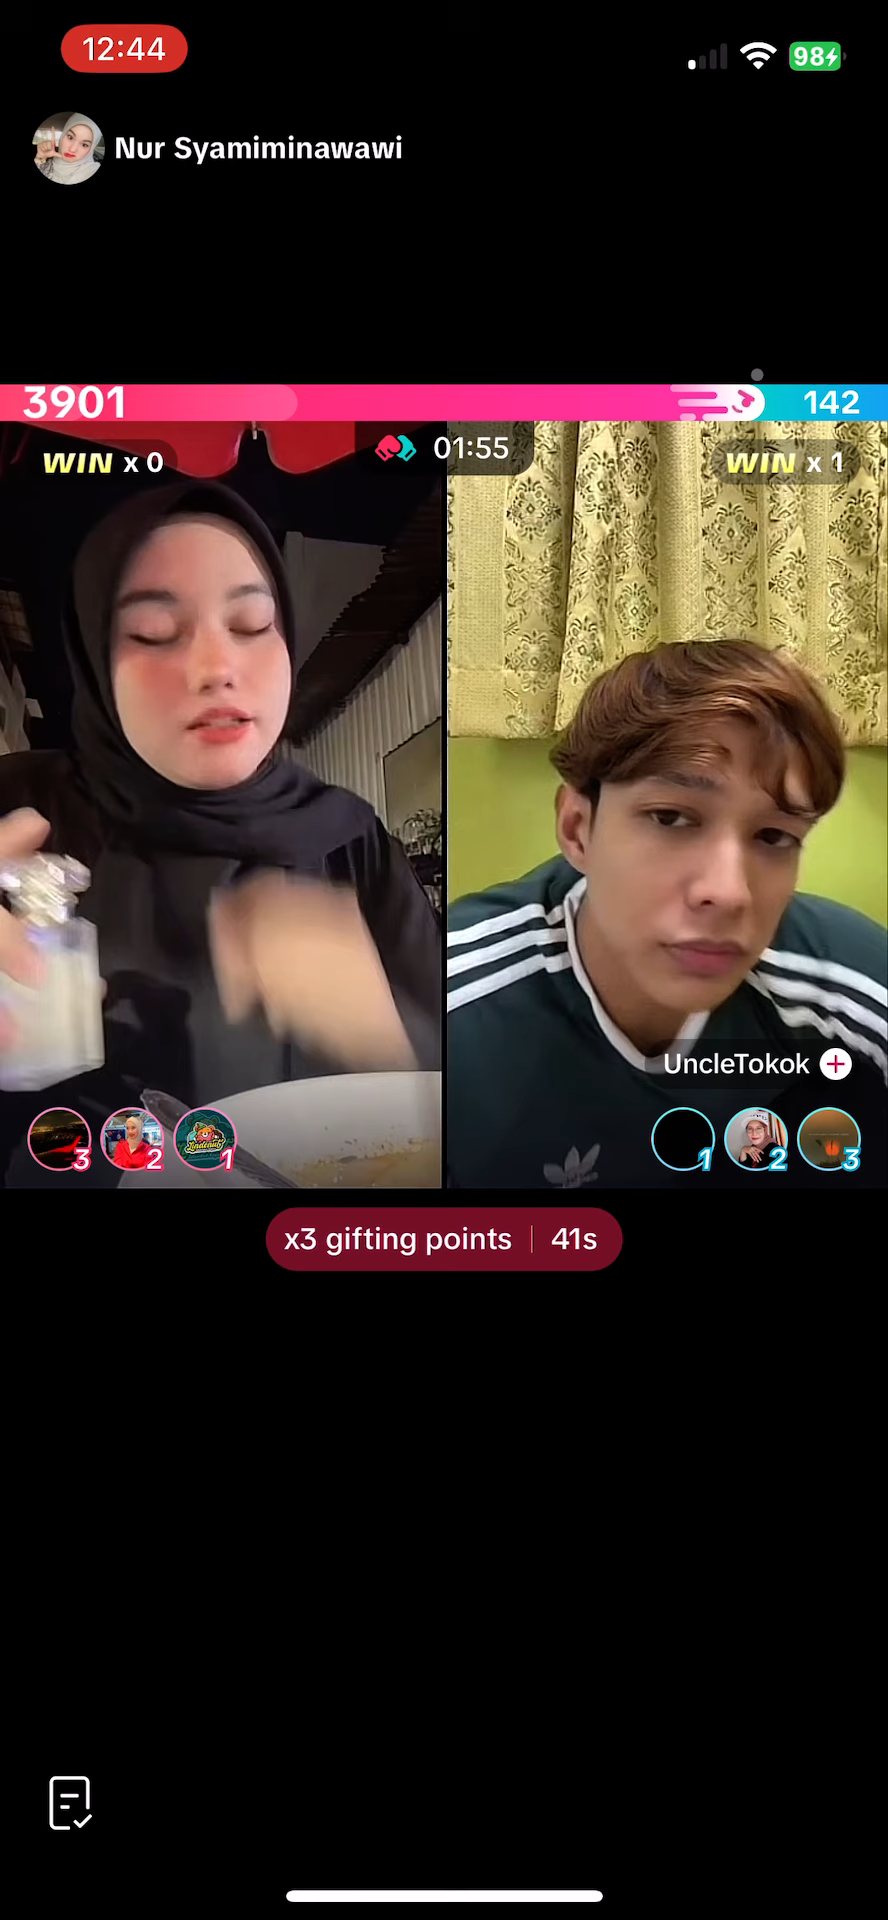 12:44
98
Nur Syamiminawawi
3901
142
WIN x 0
01:55
WIN x 1
UncleTokok
3
2
1
1
2
3
x3 gifting points | 41s